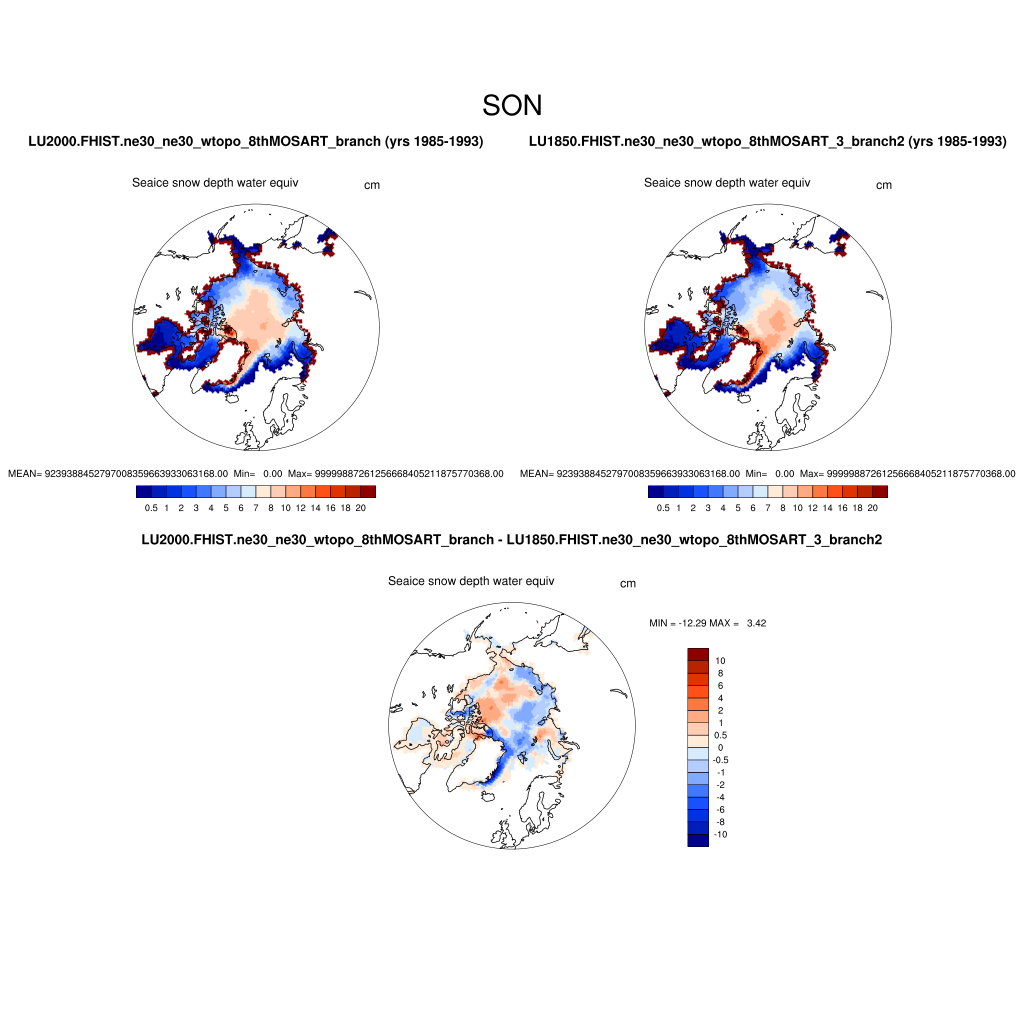 SON
LU2000.FHIST.ne30_ne30_wtopo_8thMOSART_branch (yrs 1985-1993)
LU1850.FHIST.ne30_ne30_wtopo_8thMOSART_3_branch2 (yrs 1985-1993)
Seaice snow depth water equiv cm
Seaice snow depth water equiv cm
MEAN= 9239388452797008359663933063168.00 Min= 0.00 Max= 999998872612566684052118757703​68.00
MEAN= 9239388452797008359663933063168.00 Min= 0.00 Max= 99999887261256668405211875770368.00
0.5 1 2 3 4 5 6 7 8 10 12 14 16 18 20
0.5 1 2 3 4 5 6 7 8 10 12 14 16 18 20
LU2000.FHIST.ne30_ne30_wtopo_8thMOSART_branch - LU1850.FHIST.ne30_ne30_wtopo_8thMOSART_3_branch2
Seaice snow depth water equiv cm
MIN = -12.29 MAX = 3.42
10
8
6
4
2
1
0.5
0
-0.5
-1
-2
-4
-6
-8
-10